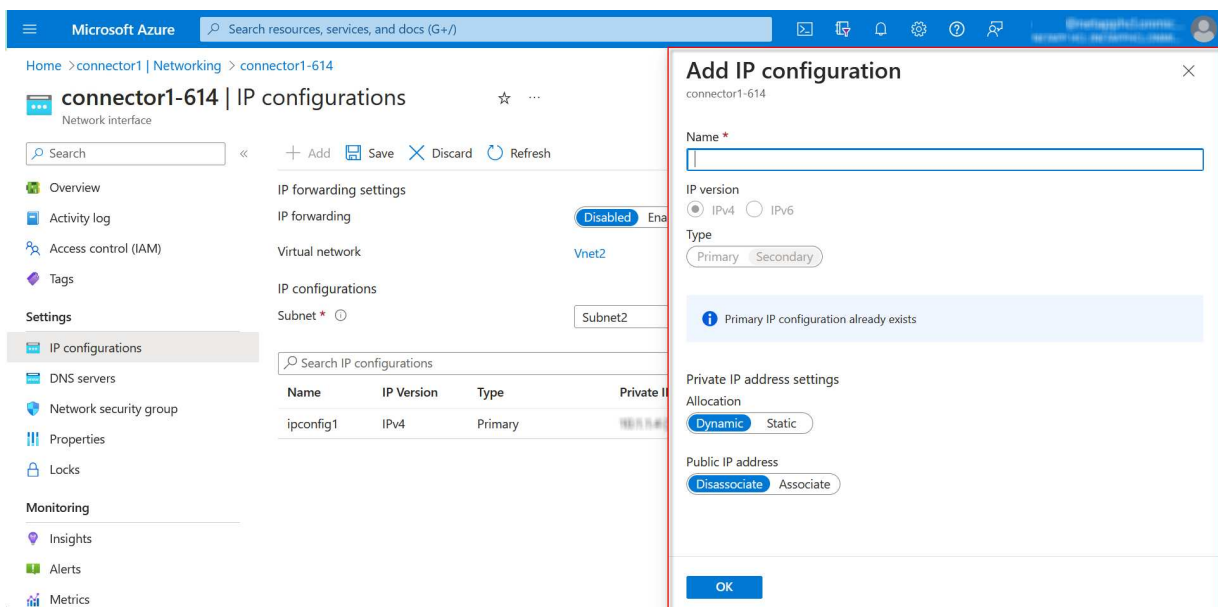 Microsoft Azure
Search resources, services, and docs (G+/)
Home > connector1 | Networking > connector1-614
connector1-614 | IP configurations
Network interface
Search
Overview
Activity log
Access control (IAM)
Tags
Settings
IP configurations
DNS servers
Network security group
Properties
Locks
Monitoring
Insights
Alerts
Metrics
Add Save Discard Refresh
IP forwarding settings
IP forwarding Disabled Ena
Virtual network Vnet2
IP configurations
Subnet * Subnet2
Search IP configurations
Name IP Version Type Private I
ipconfig1 IPv4 Primary
Add IP configuration
connector1-614
Name *
IP version
IPv4 IPv6
Type
Primary Secondary
Primary IP configuration already exists
Private IP address settings
Allocation
Dynamic Static
Public IP address
Disassociate Associate
OK